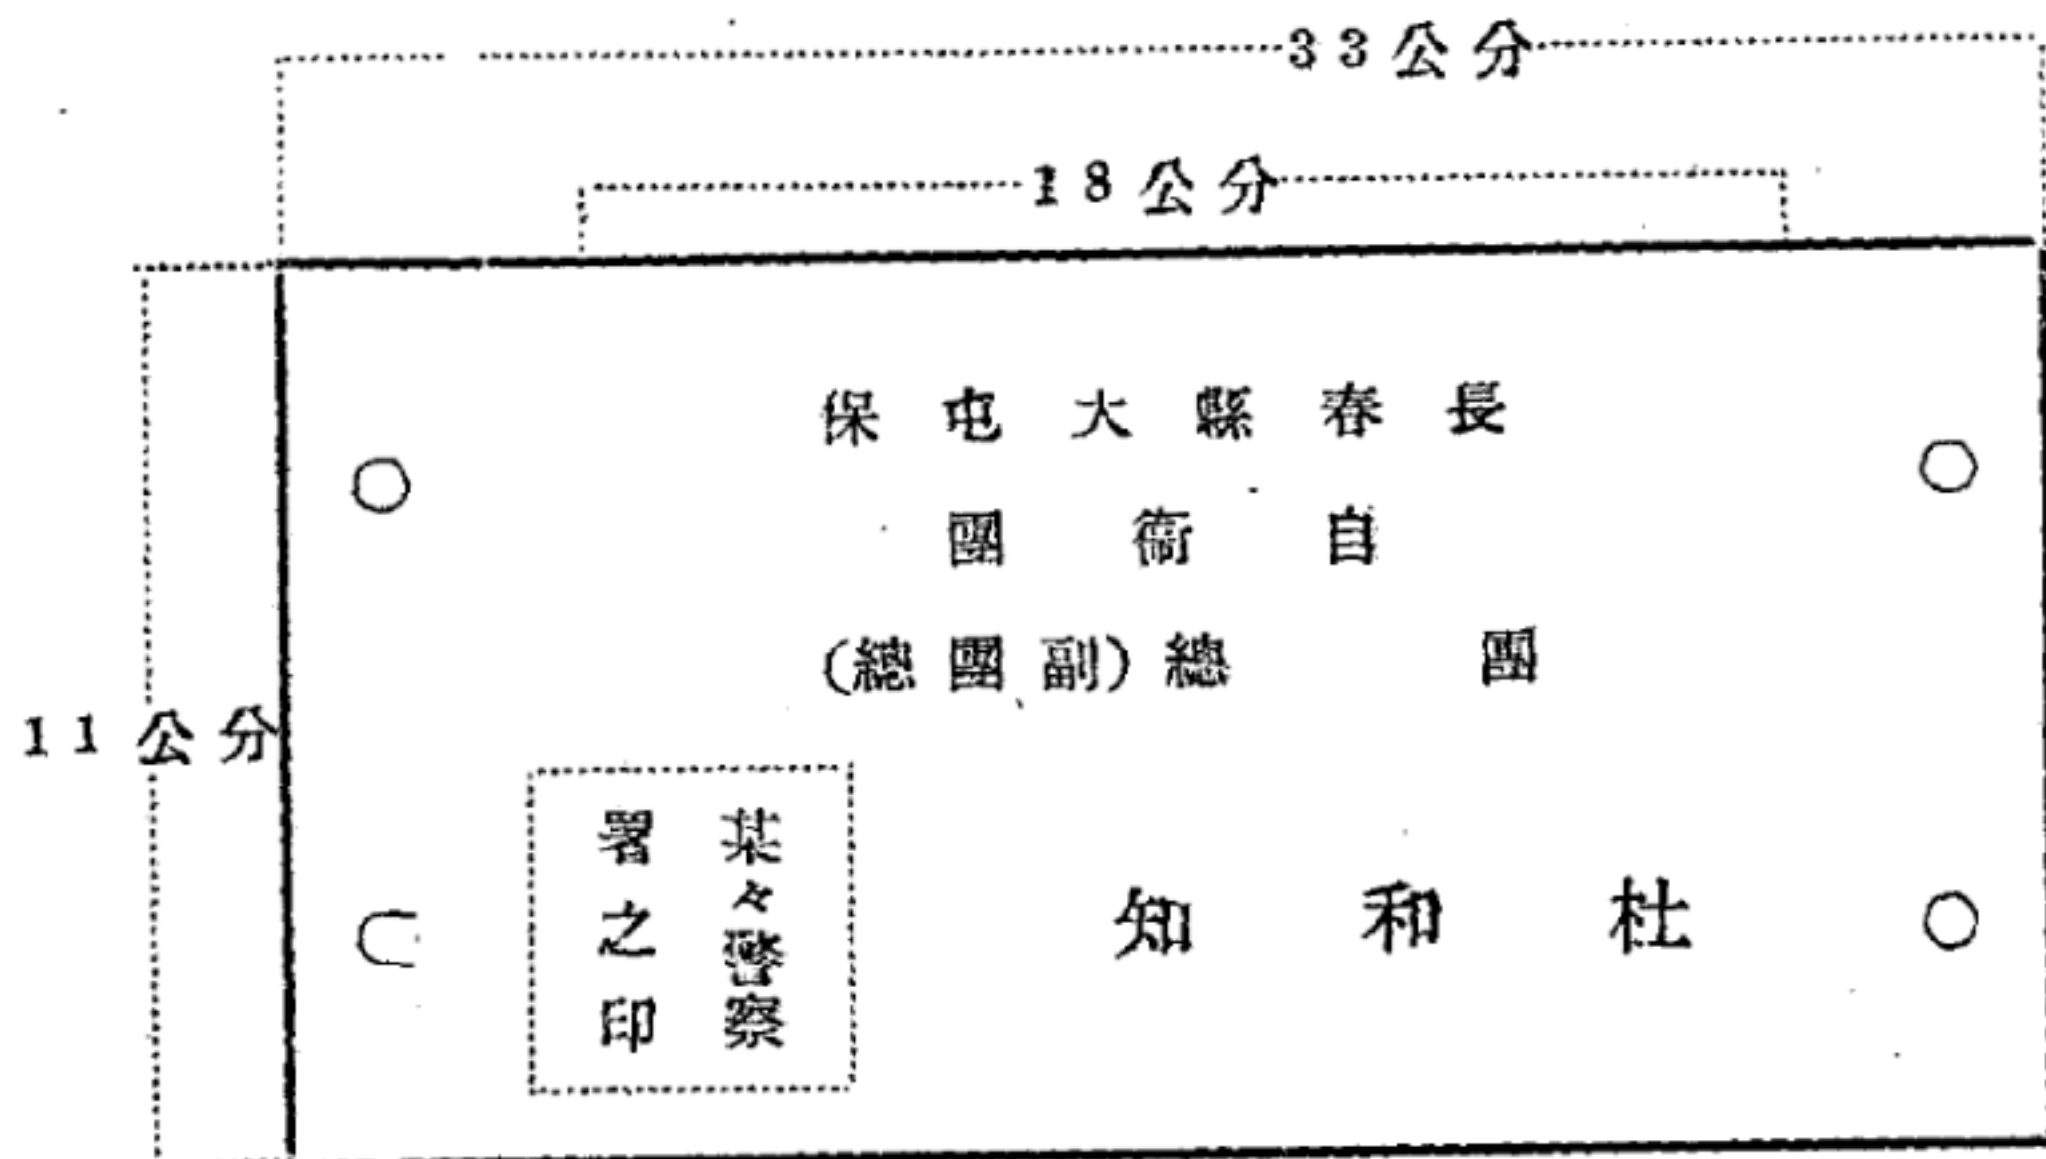 33公分
18公分
11公分
長春縣大屯保
自衞團
團總(副團總)
杜和知
某々警察
署之印